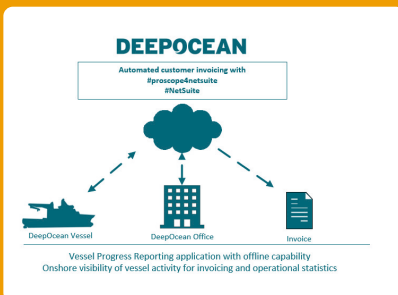 DEEPOCEAN
Automated customer invoicing with
#proscope4netsuite
#NetSuite
DeepOcean Vessel
DeepOcean Office
Invoice
Vessel Progress Reporting application with offline capability
Onshore visibility of vessel activity for invoicing and operational statistics